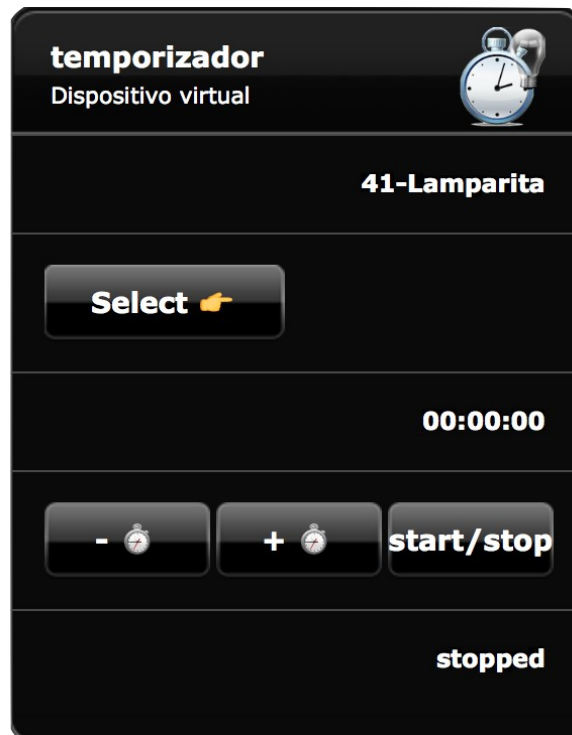 temporizador
Dispositivo virtual
41-Lamparita
Select 👉
00:00:00
- ⏱ + ⏱ start/stop
stopped